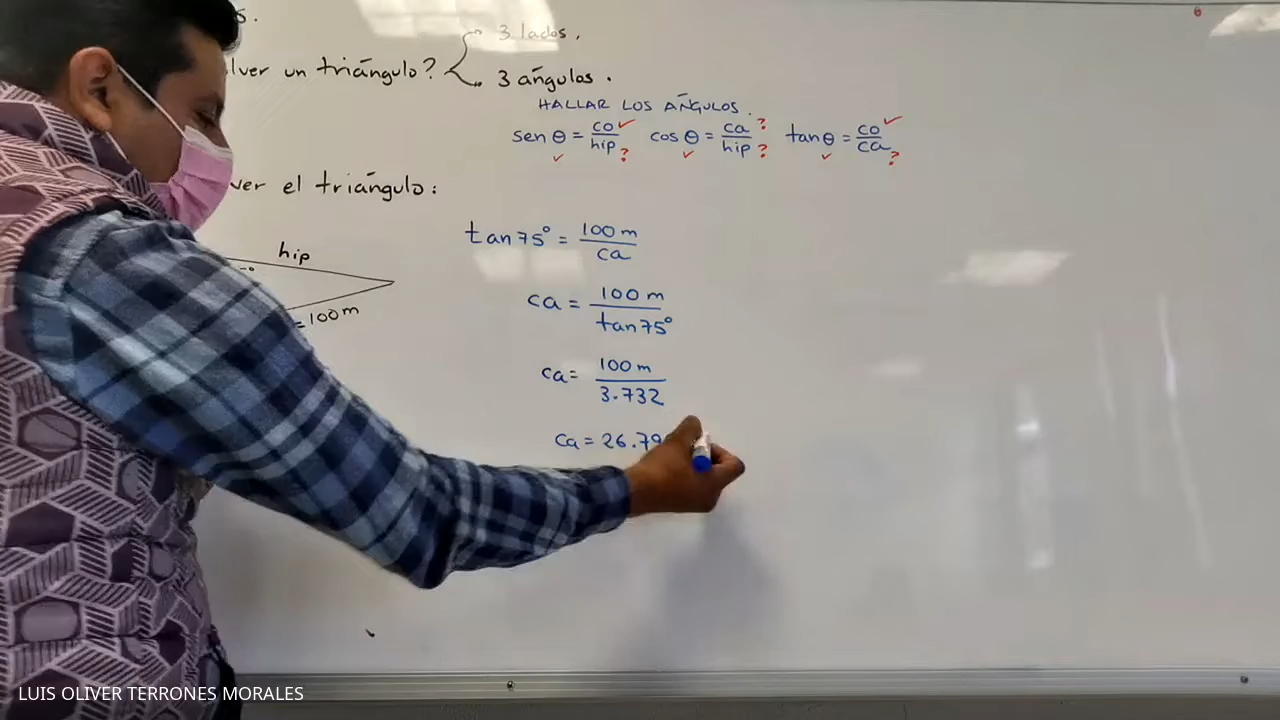 s.
lver un triángulo? 3 lados.
3 ángulos.
HALLAR LOS ÁNGULOS.
sen θ = co/hip ? cos θ = ca/hip ? ? tan θ = co/ca ?
ver el triángulo:
hip
= 100 m
tan 75° = 100 m / ca
ca = 100 m / tan 75°
ca = 100 m / 3.732
ca = 26.79
LUIS OLIVER TERRONES MORALES